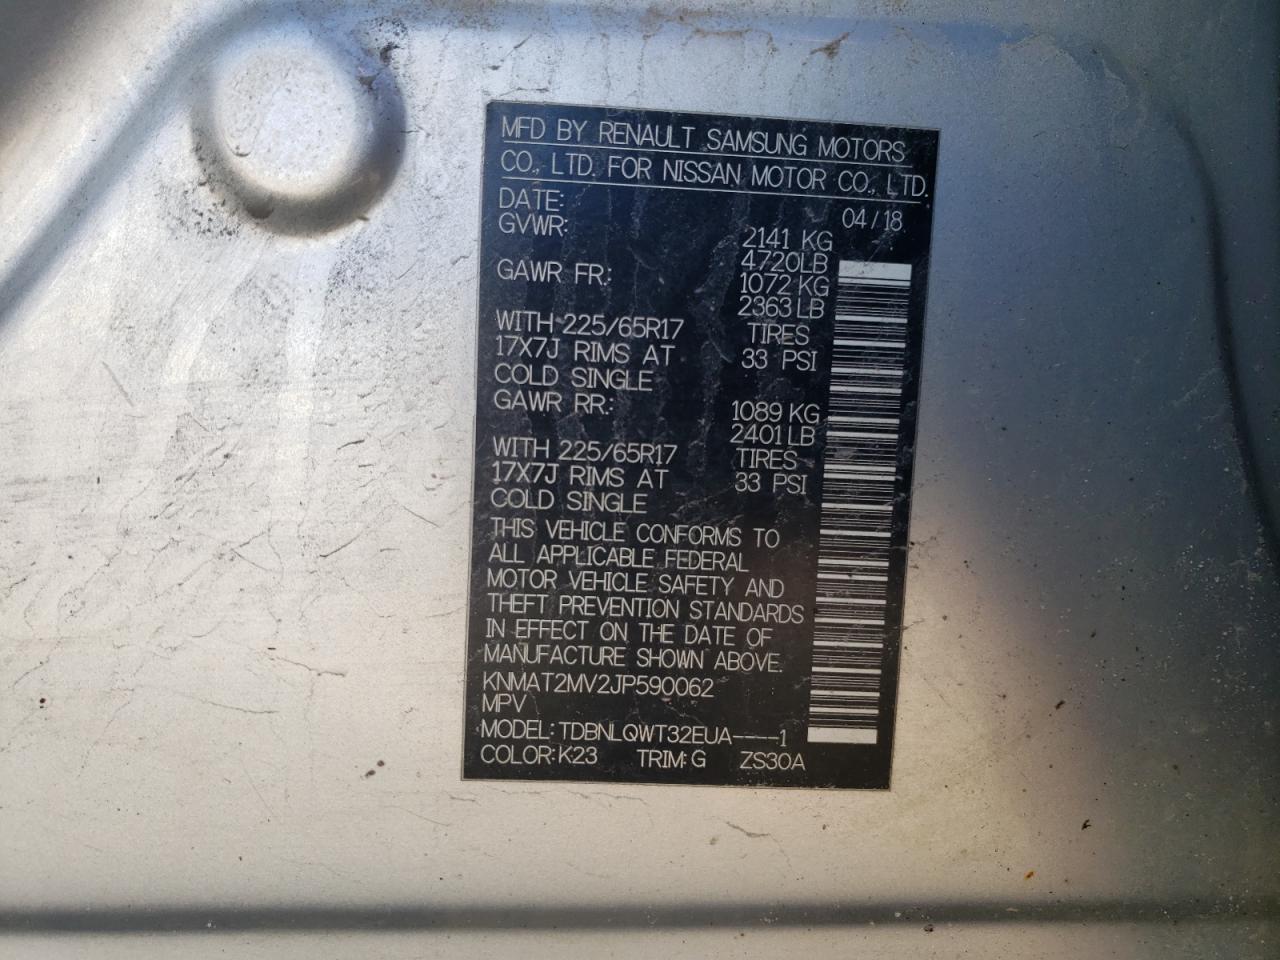 MFD BY RENAULT SAMSUNG MOTORS
CO., LTD. FOR NISSAN MOTOR CO., LTD.
DATE: 04/18
GVWR: 2141 KG
4720LB
GAWR FR: 1072 KG
2363 LB
WITH 225/65R17 TIRES
17X7J RIMS AT 33 PSI
COLD SINGLE
GAWR RR: 1089 KG
2401 LB
WITH 225/65R17 TIRES
17X7J RIMS AT 33 PSI
COLD SINGLE
THIS VEHICLE CONFORMS TO
ALL APPLICABLE FEDERAL
MOTOR VEHICLE SAFETY AND
THEFT PREVENTION STANDARDS
IN EFFECT ON THE DATE OF
MANUFACTURE SHOWN ABOVE.
KNMAT2MV2JP590062
MPV
MODEL: TDBNLQWT32EUA----1
COLOR: K23 TRIM: G ZS30A